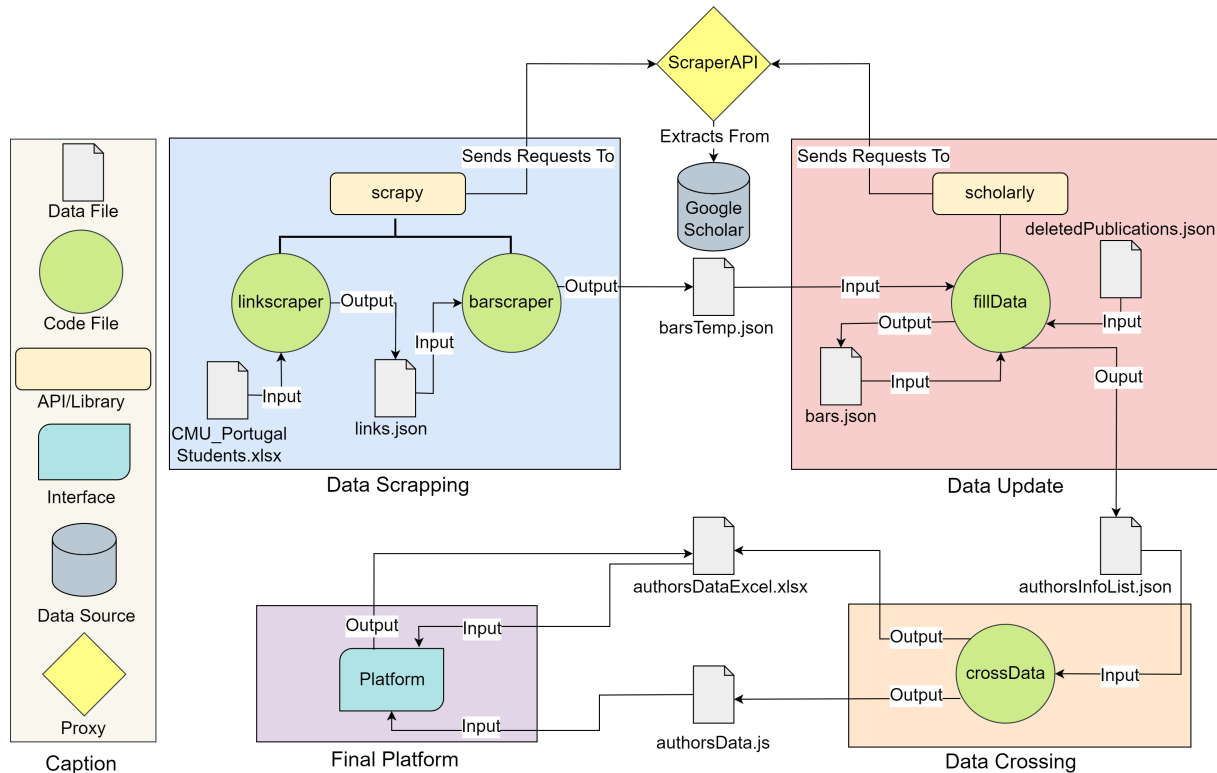 ScraperAPI
Extracts From
Sends Requests To
Sends Requests To
Google
Scholar
Data File
Code File
API/Library
Interface
Data Source
Proxy
Caption
scrapy
linkscraper
Output
barscraper
Output
Input
Input
CMU_Portugal
Students.xlsx
links.json
Data Scrapping
barsTemp.json
scholarly
deletedPublications.json
Input
fillData
Output
Input
Input
bars.json
Ouput
Data Update
authorsInfoList.json
authorsDataExcel.xlsx
Output
Input
Platform
Input
Final Platform
authorsData.js
Output
crossData
Input
Output
Data Crossing